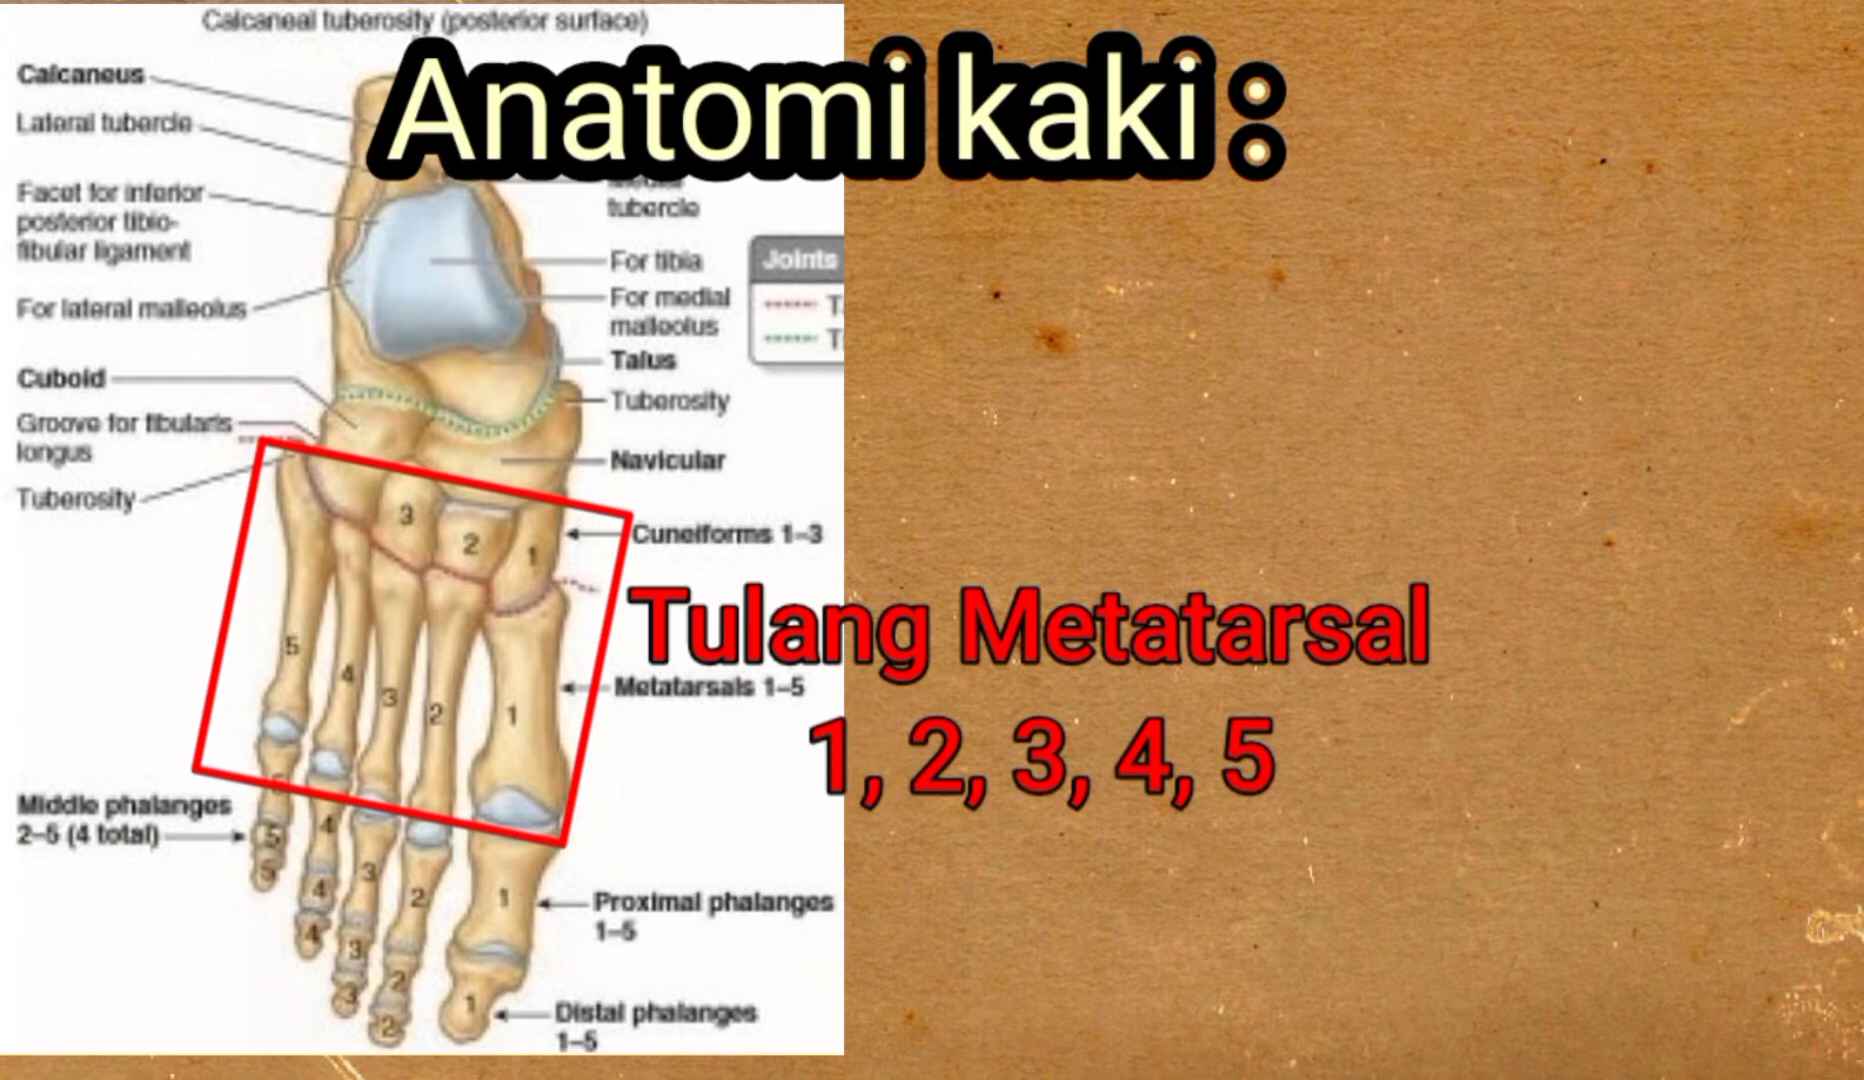 Calcaneal tuberosity (posterior surface)
Anatomi kaki :
Calcaneus
Lateral tubercle
Facet for inferior
posterior tibio-
fibular ligament
For lateral malleolus
Cuboid
Groove for fibularis
longus
Tuberosity
tubercle
For tibia
For medial
malleolus
Talus
Tuberosity
Navicular
Joints
Cuneiforms 1–3
3
2
1
Tulang Metatarsal
1, 2, 3, 4, 5
Metatarsals 1–5
5
4
3
2
1
Middle phalanges
2–5 (4 total)
5
4
3
2
1
Proximal phalanges
1–5
5
4
3
2
4
3
2
1
Distal phalanges
1–5